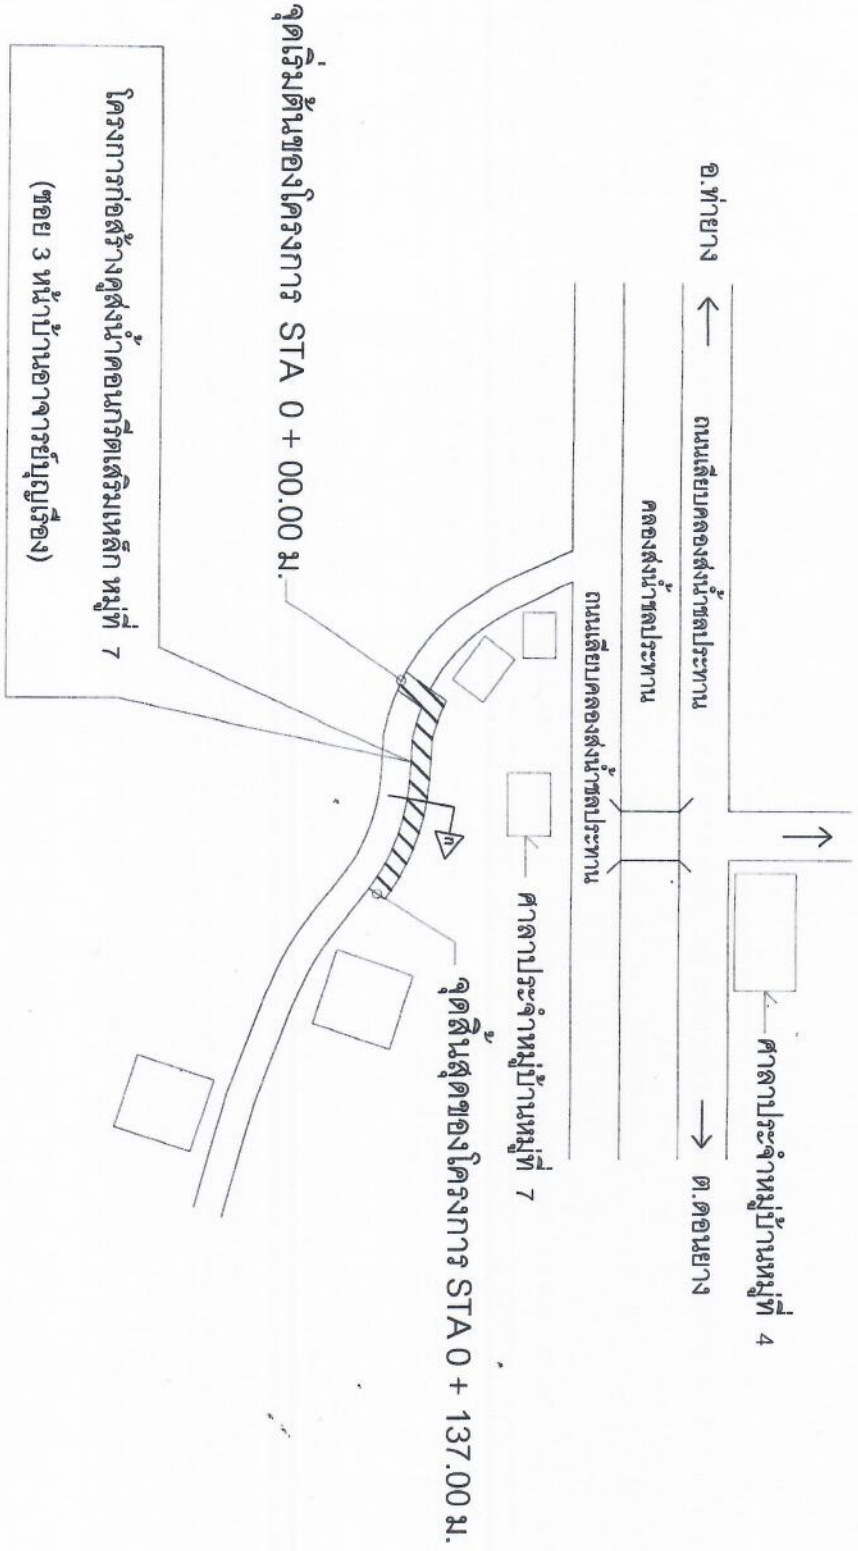 ศาลาประจำหมู่บ้านหมู่ที่ 4
อ.ท่ายาง
ต.ดอนยาง
ถนนเลียบคลองส่งน้ำชลประทาน
คลองส่งน้ำชลประทาน
ถนนเลียบคลองส่งน้ำชลประทาน
ศาลาประจำหมู่บ้านหมู่ที่ 7
จุดสิ้นสุดของโครงการ STA 0 + 137.00 ม.
ก
จุดเริ่มต้นของโครงการ STA 0 + 00.00 ม.
โครงการก่อสร้างคูส่งน้ำคอนกรีตเสริมเหล็ก หมู่ที่ 7
(ซอย 3 หน้าบ้านอาจารย์บุญเรือง)